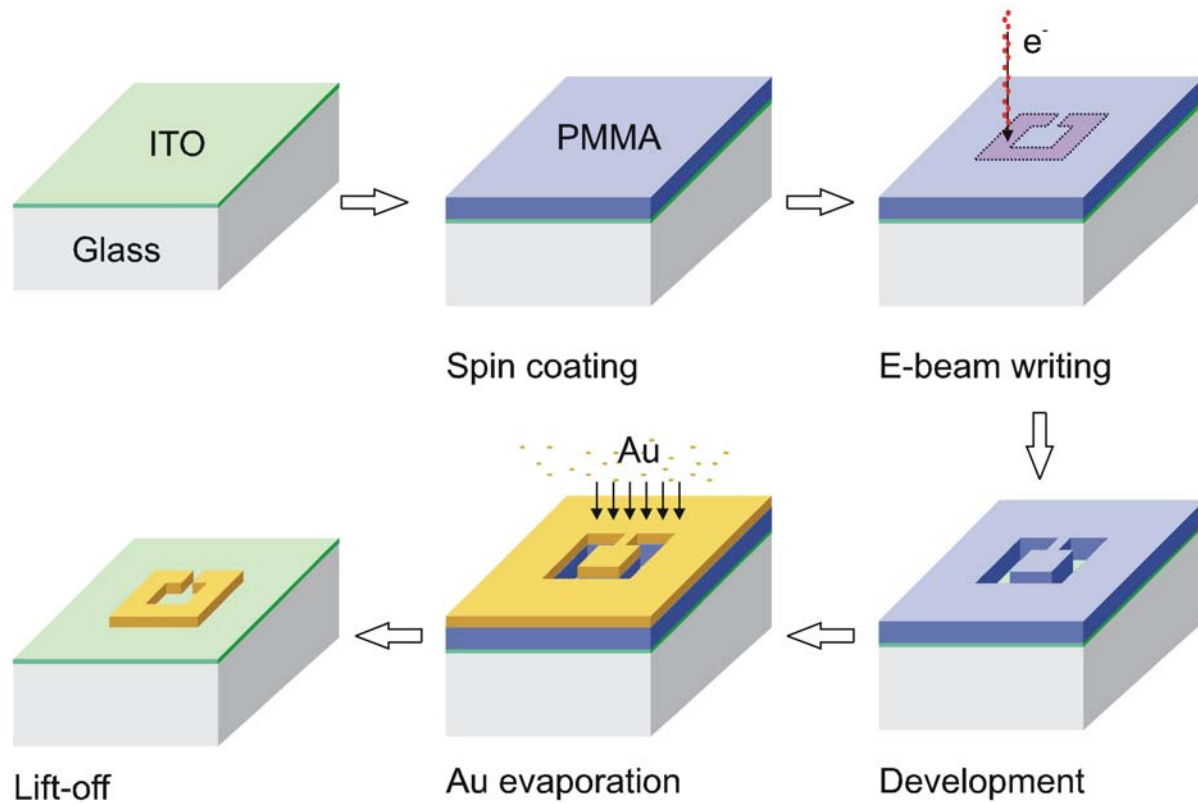 ITO
Glass
PMMA
e⁻
Spin coating
E-beam writing
Au
Lift-off
Au evaporation
Development